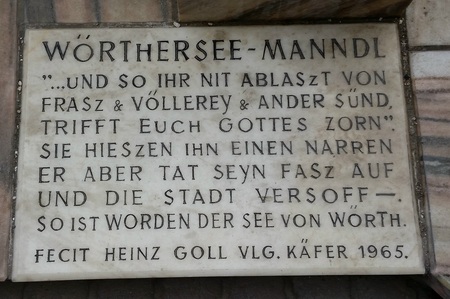 WÖRTHERSEE-MANNDL
"...UND SO IHR NIT ABLASZT VON
FRASZ & VÖLLEREY & ANDER SÜND,
TRIFFT EUCH GOTTES ZORN".
SIE HIESZEN IHN EINEN NARREN
ER ABER TAT SEYN FASZ AUF
UND DIE STADT VERSOFF—.
SO IST WORDEN DER SEE VON WÖRTH.
FECIT HEINZ GOLL VLG. KÄFER 1965.